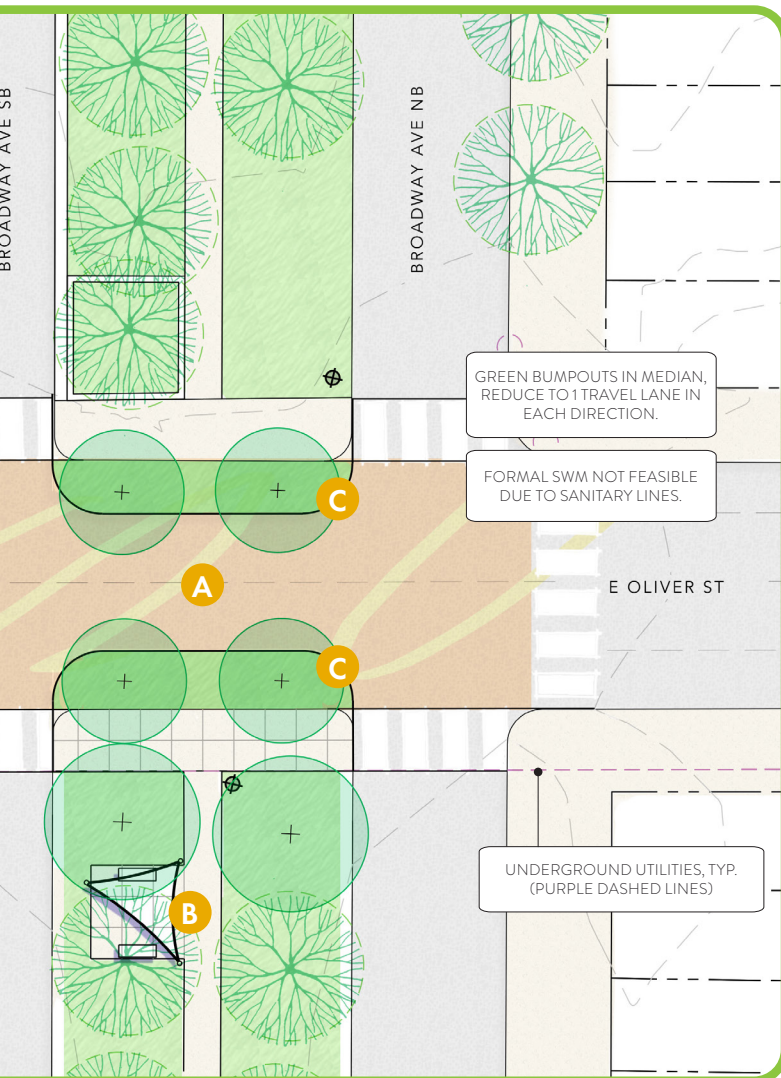 BROADWAY AVE SB
BROADWAY AVE NB
GREEN BUMPOUTS IN MEDIAN,
REDUCE TO 1 TRAVEL LANE IN
EACH DIRECTION.
FORMAL SWM NOT FEASIBLE
DUE TO SANITARY LINES.
C
A
E OLIVER ST
C
UNDERGROUND UTILITIES, TYP.
(PURPLE DASHED LINES)
B